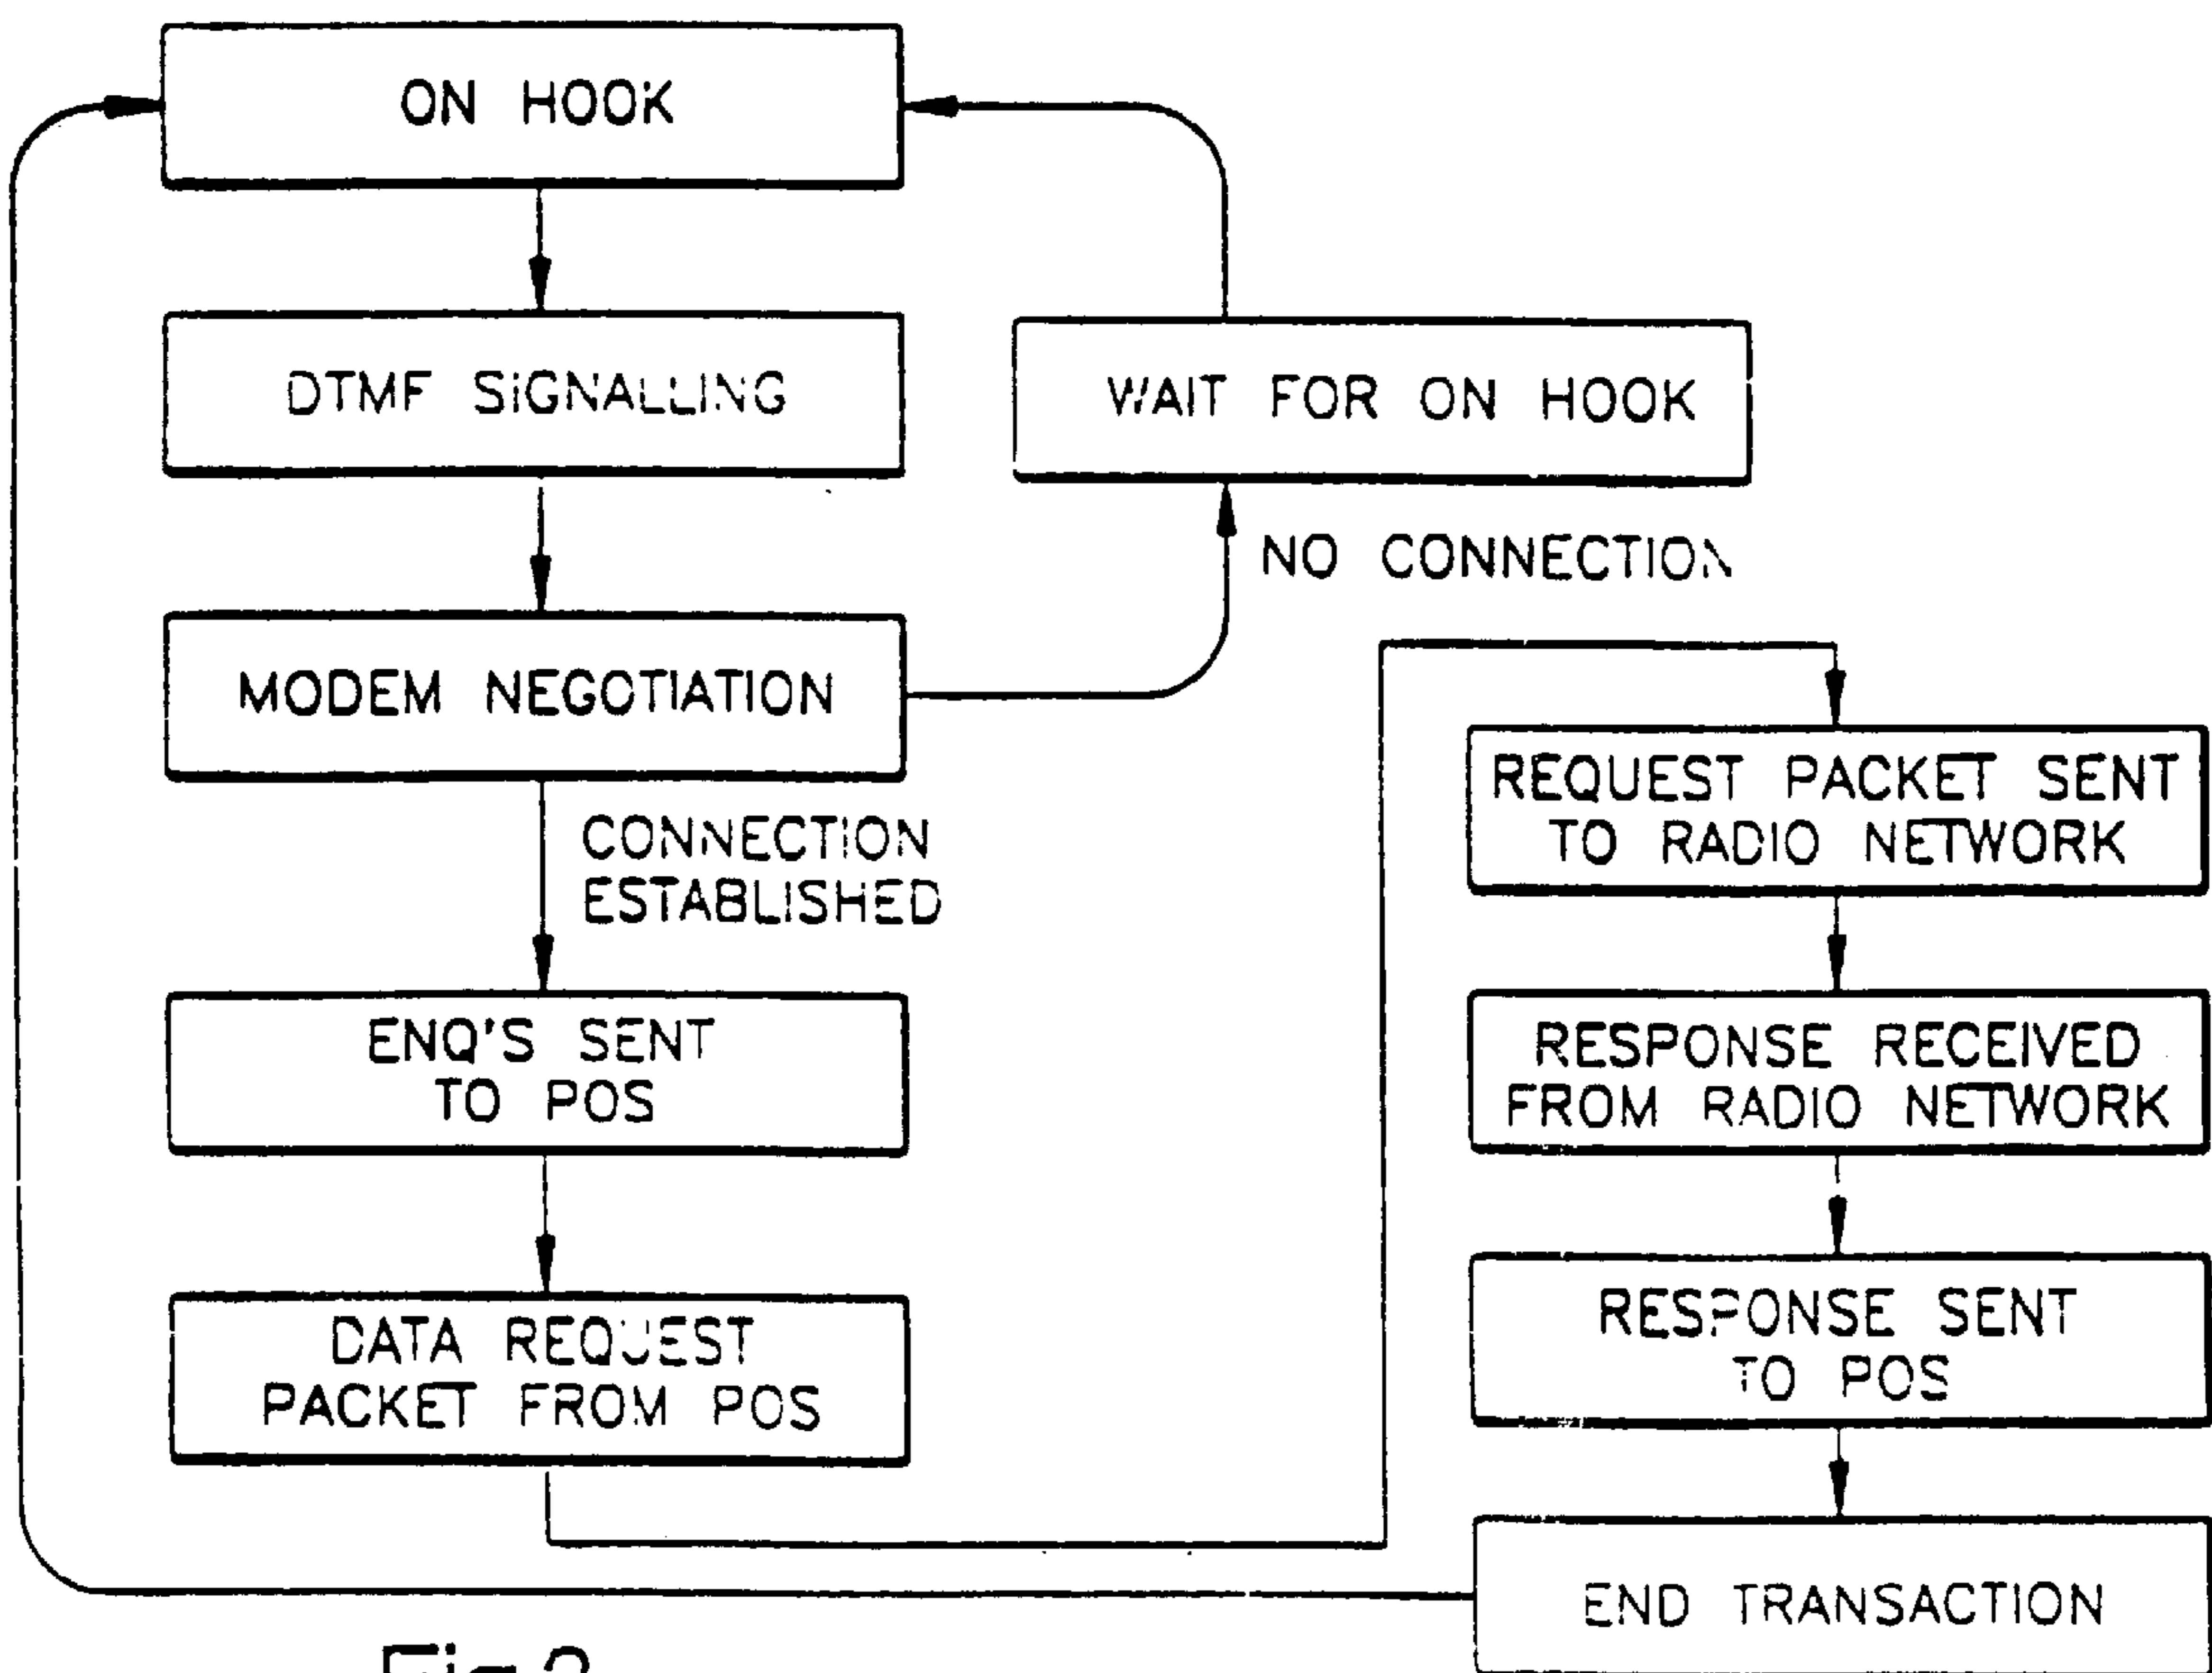 ON HOOK
DTMF SIGNALLING
WAIT FOR ON HOOK
NO CONNECTION
MODEM NEGOTIATION
CONNECTION
ESTABLISHED
ENQ'S SENT
TO POS
DATA REQUEST
PACKET FROM POS
REQUEST PACKET SENT
TO RADIO NETWORK
RESPONSE RECEIVED
FROM RADIO NETWORK
RESPONSE SENT
TO POS
END TRANSACTION